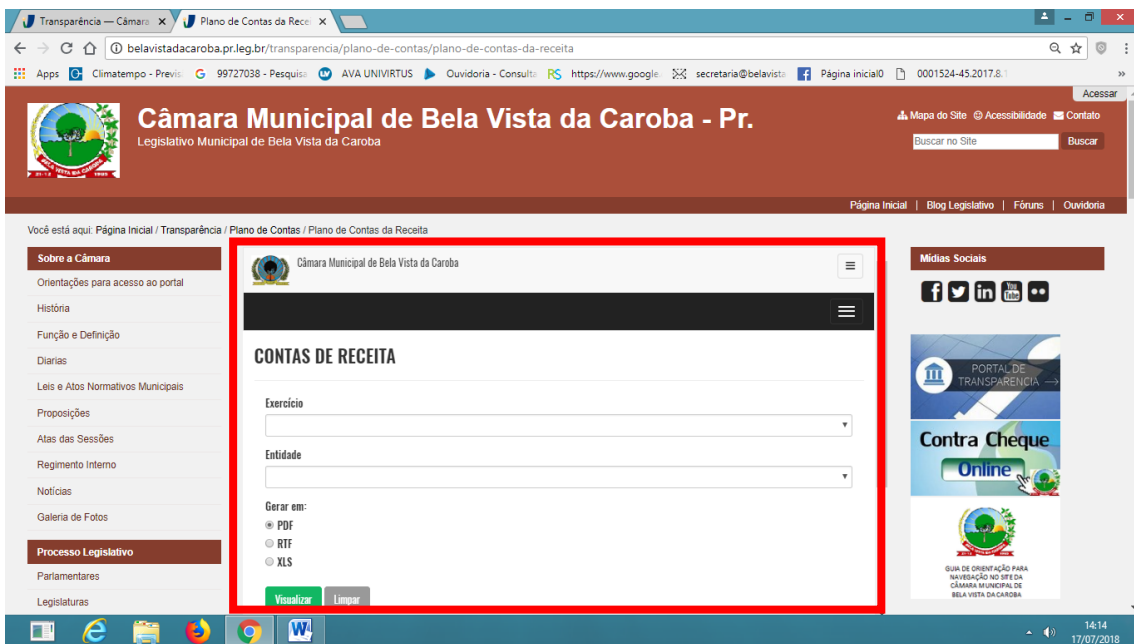 Transparência — Câmara
Plano de Contas da Recei
belavistadacaroba.pr.leg.br/transparencia/plano-de-contas/plano-de-contas-da-receita
Apps
Climatempo - Previs
99727038 - Pesquisa
AVA UNIVIRTUS
Ouvidoria - Consulta
RS https://www.google.
secretaria@belavista
Página inicial0
0001524-45.2017.8.1
Acessar
Câmara Municipal de Bela Vista da Caroba - Pr.
Legislativo Municipal de Bela Vista da Caroba
Mapa do Site Acessibilidade Contato
Buscar no Site
Buscar
Página Inicial | Blog Legislativo | Fóruns | Ouvidoria
Você está aqui: Página Inicial / Transparência / Plano de Contas / Plano de Contas da Receita
Sobre a Câmara
Orientações para acesso ao portal
História
Função e Definição
Diarias
Leis e Atos Normativos Municipais
Proposições
Atas das Sessões
Regimento Interno
Notícias
Galeria de Fotos
Processo Legislativo
Parlamentares
Legislaturas
Câmara Municipal de Bela Vista da Caroba
CONTAS DE RECEITA
Exercício
Entidade
Gerar em:
PDF
RTF
XLS
Visualizar
Limpar
Mídias Sociais
You
Tube
PORTAL DE
TRANSPARENCIA
Contra Cheque
Online
GUIA DE ORIENTAÇÃO PARA
NAVEGAÇÃO NO SITE DA
CÂMARA MUNICIPAL DE
BELA VISTA DA CAROBA
14:14
17/07/2018